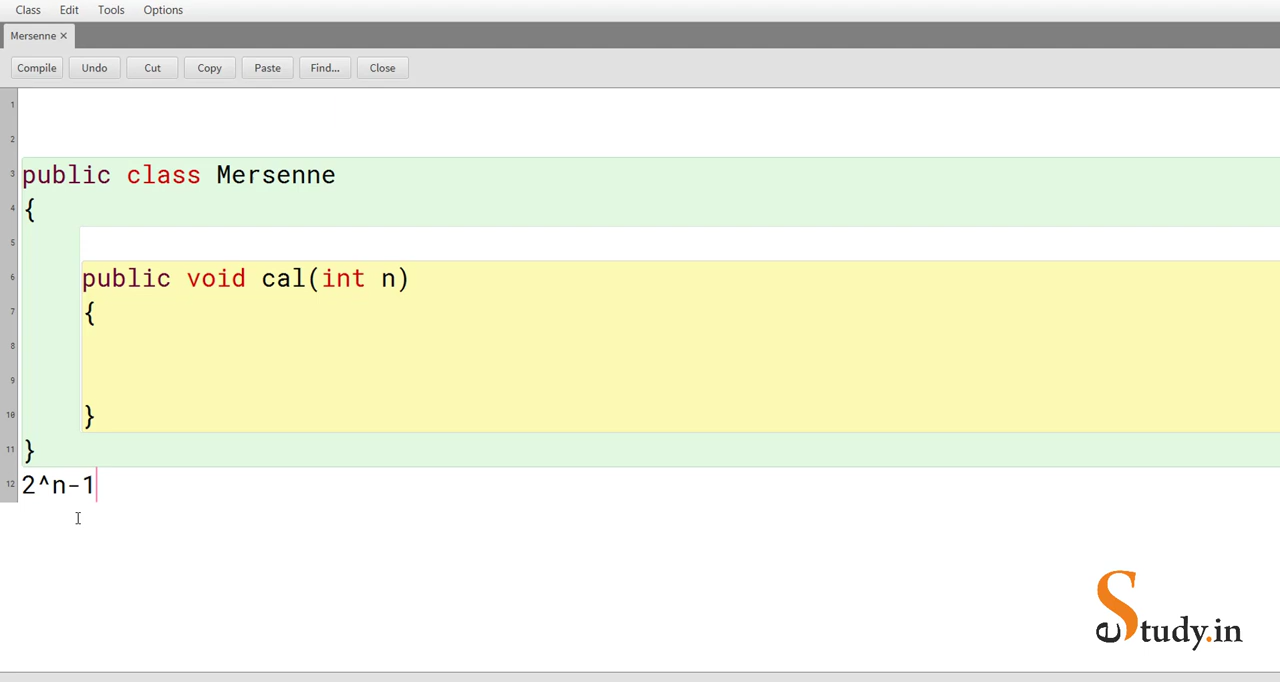 Class Edit Tools Options
Mersenne ×
Compile Undo Cut Copy Paste Find... Close
1
2
3 public class Mersenne
4 {
5
6 public void cal(int n)
7 {
8
9
10 }
11 }
12 2^n-1
eStudy.in